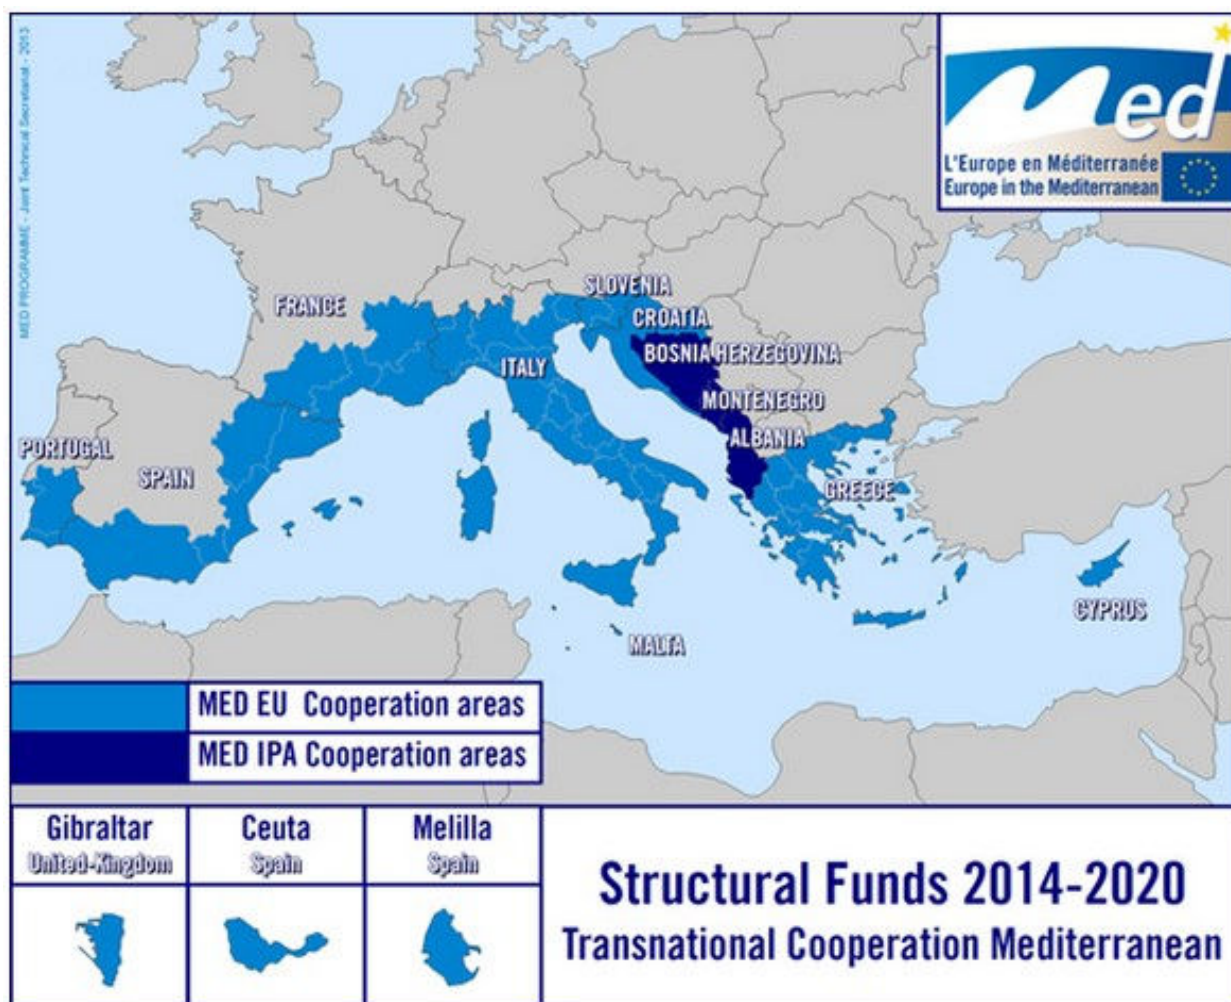 MED PROGRAMME - Joint Technical Secretariat - 2013
Med
L'Europe en Méditerranée
Europe in the Mediterranean
SLOVENIA
FRANCE
CROATIA
BOSNIA HERZEGOVINA
ITALY
MONTENEGRO
ALBANIA
PORTUGAL
SPAIN
GREECE
CYPRUS
MALTA
MED EU Cooperation areas
MED IPA Cooperation areas
Gibraltar
United-Kingdom
Ceuta
Spain
Melilla
Spain
Structural Funds 2014-2020
Transnational Cooperation Mediterranean